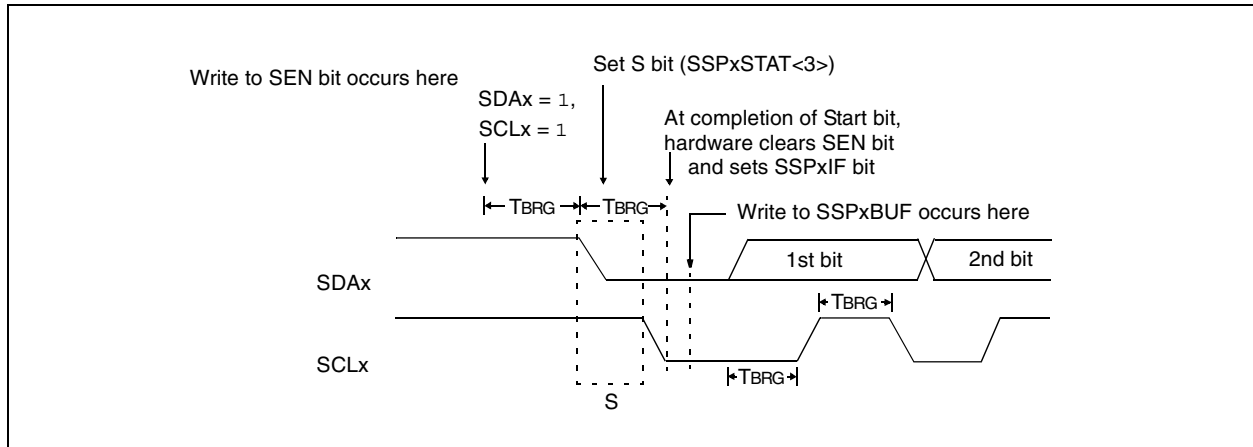 Write to SEN bit occurs here
Set S bit (SSPxSTAT<3>)
SDAx = 1,
SCLx = 1
At completion of Start bit,
hardware clears SEN bit
and sets SSPxIF bit
TBRG
TBRG
Write to SSPxBUF occurs here
SDAx
1st bit
2nd bit
TBRG
SCLx
TBRG
S